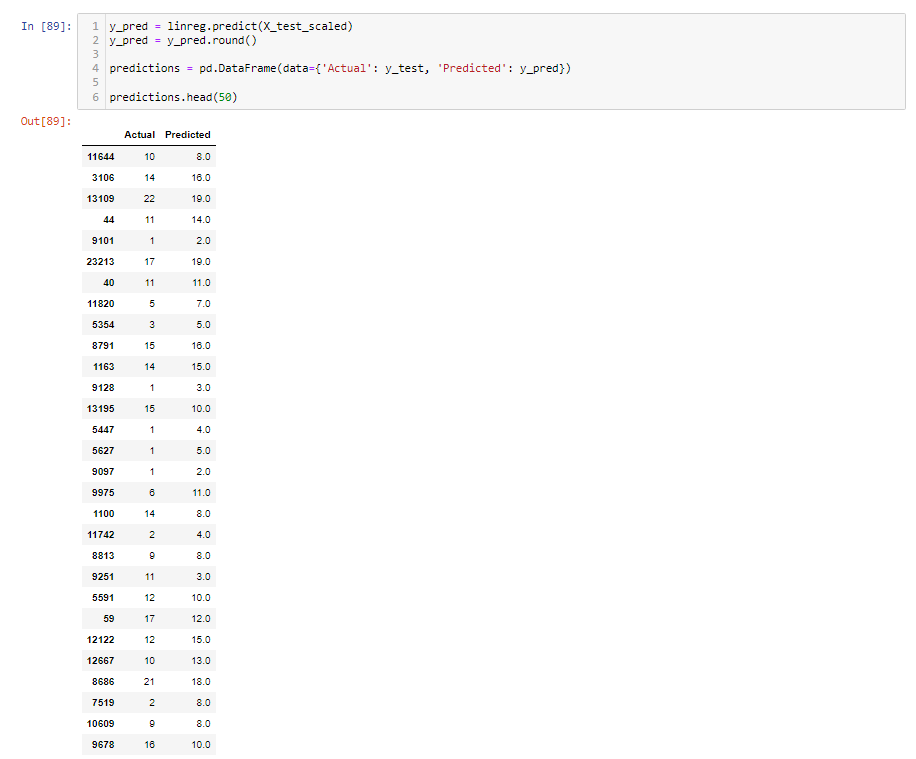 In [89]:
1 y_pred = linreg.predict(X_test_scaled)
2 y_pred = y_pred.round()
3
4 predictions = pd.DataFrame(data={'Actual': y_test, 'Predicted': y_pred})
5
6 predictions.head(50)
Out[89]:
Actual Predicted
11644 10 8.0
3106 14 16.0
13109 22 19.0
44 11 14.0
9101 1 2.0
23213 17 19.0
40 11 11.0
11820 5 7.0
5354 3 5.0
8791 15 16.0
1163 14 15.0
9128 1 3.0
13195 15 10.0
5447 1 4.0
5627 1 5.0
9097 1 2.0
9975 6 11.0
1100 14 8.0
11742 2 4.0
8813 9 8.0
9251 11 3.0
5591 12 10.0
59 17 12.0
12122 12 15.0
12667 10 13.0
8686 21 18.0
7519 2 8.0
10609 9 8.0
9678 16 10.0